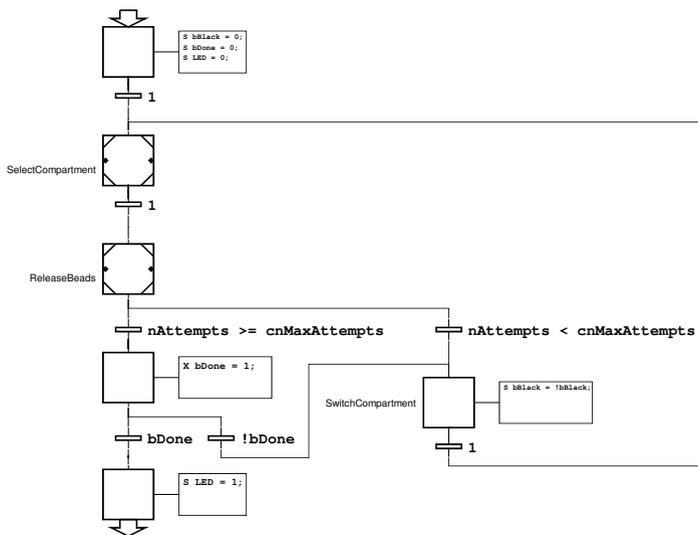 S bBlack = 0;
S bDone = 0;
S LED = 0;
1
SelectCompartment
1
ReleaseBeads
nAttempts >= cnMaxAttempts
nAttempts < cnMaxAttempts
X bDone = 1;
S bBlack = !bBlack;
SwitchCompartment
bDone
!bDone
1
S LED = 1;